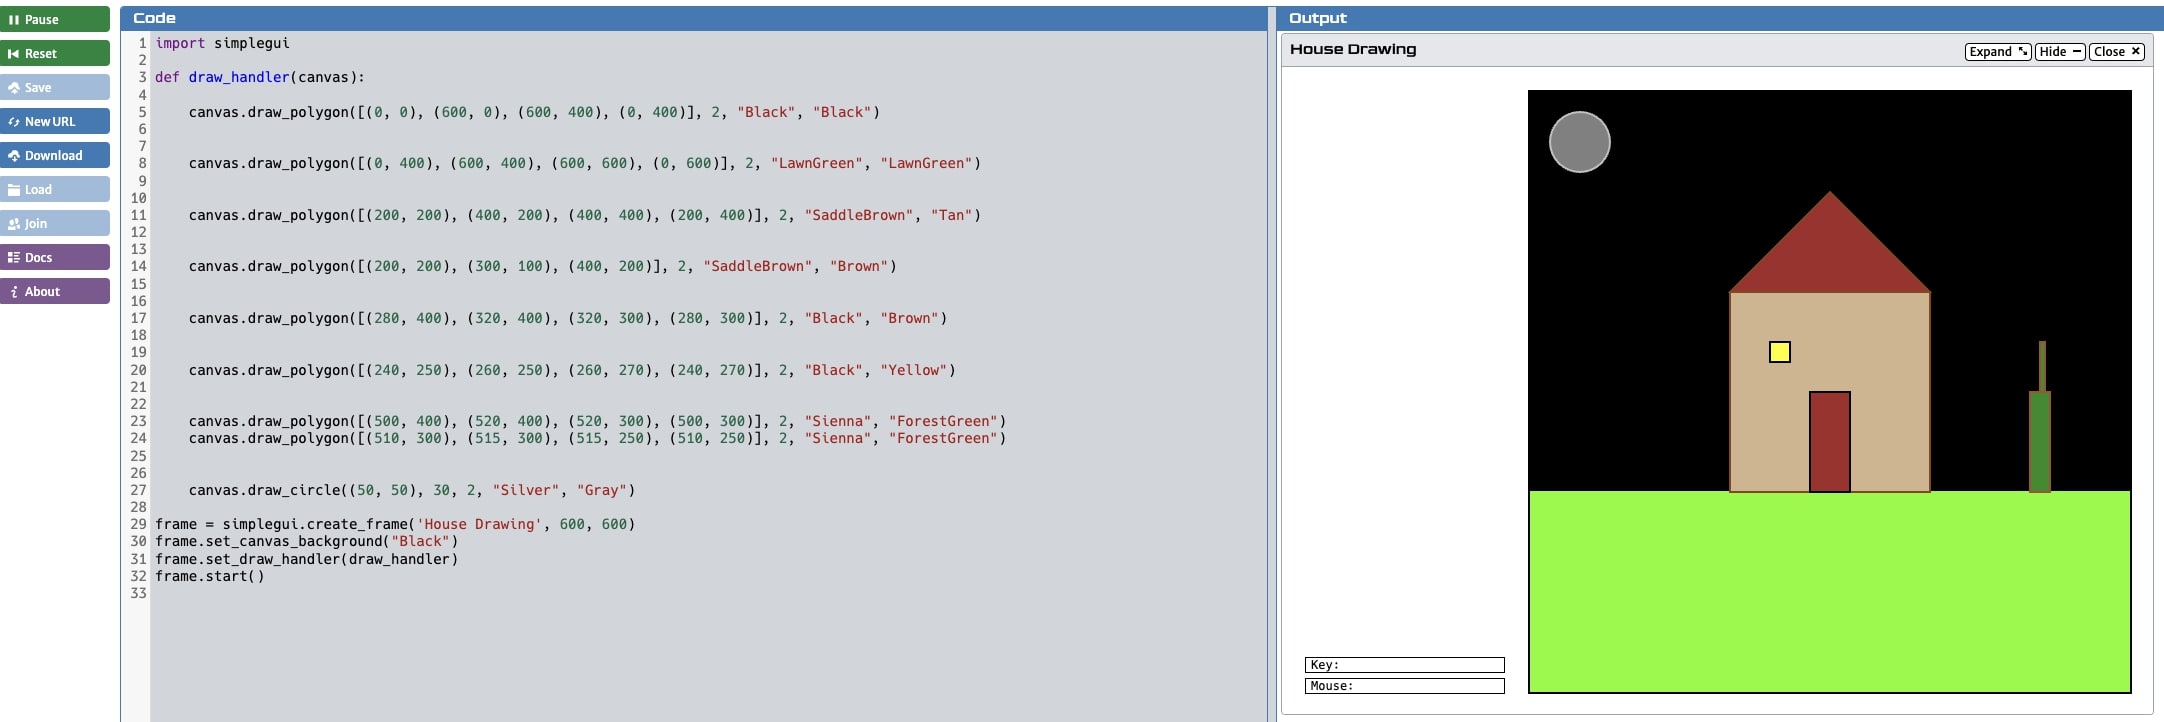 Pause
Reset
Save
New URL
Download
Load
Join
Docs
About
Code
1 import simplegui
2
3 def draw_handler(canvas):
4
5     canvas.draw_polygon([(0, 0), (600, 0), (600, 400), (0, 400)], 2, "Black", "Black")
6
7
8     canvas.draw_polygon([(0, 400), (600, 400), (600, 600), (0, 600)], 2, "LawnGreen", "LawnGreen")
9
10
11     canvas.draw_polygon([(200, 200), (400, 200), (400, 400), (200, 400)], 2, "SaddleBrown", "Tan")
12
13
14     canvas.draw_polygon([(200, 200), (300, 100), (400, 200)], 2, "SaddleBrown", "Brown")
15
16
17     canvas.draw_polygon([(280, 400), (320, 400), (320, 300), (280, 300)], 2, "Black", "Brown")
18
19
20     canvas.draw_polygon([(240, 250), (260, 250), (260, 270), (240, 270)], 2, "Black", "Yellow")
21
22
23     canvas.draw_polygon([(500, 400), (520, 400), (520, 300), (500, 300)], 2, "Sienna", "ForestGreen")
24     canvas.draw_polygon([(510, 300), (515, 300), (515, 250), (510, 250)], 2, "Sienna", "ForestGreen")
25
26
27     canvas.draw_circle((50, 50), 30, 2, "Silver", "Gray")
28
29 frame = simplegui.create_frame('House Drawing', 600, 600)
30 frame.set_canvas_background("Black")
31 frame.set_draw_handler(draw_handler)
32 frame.start()
33
Output
House Drawing
Expand Hide Close
Key:
Mouse: